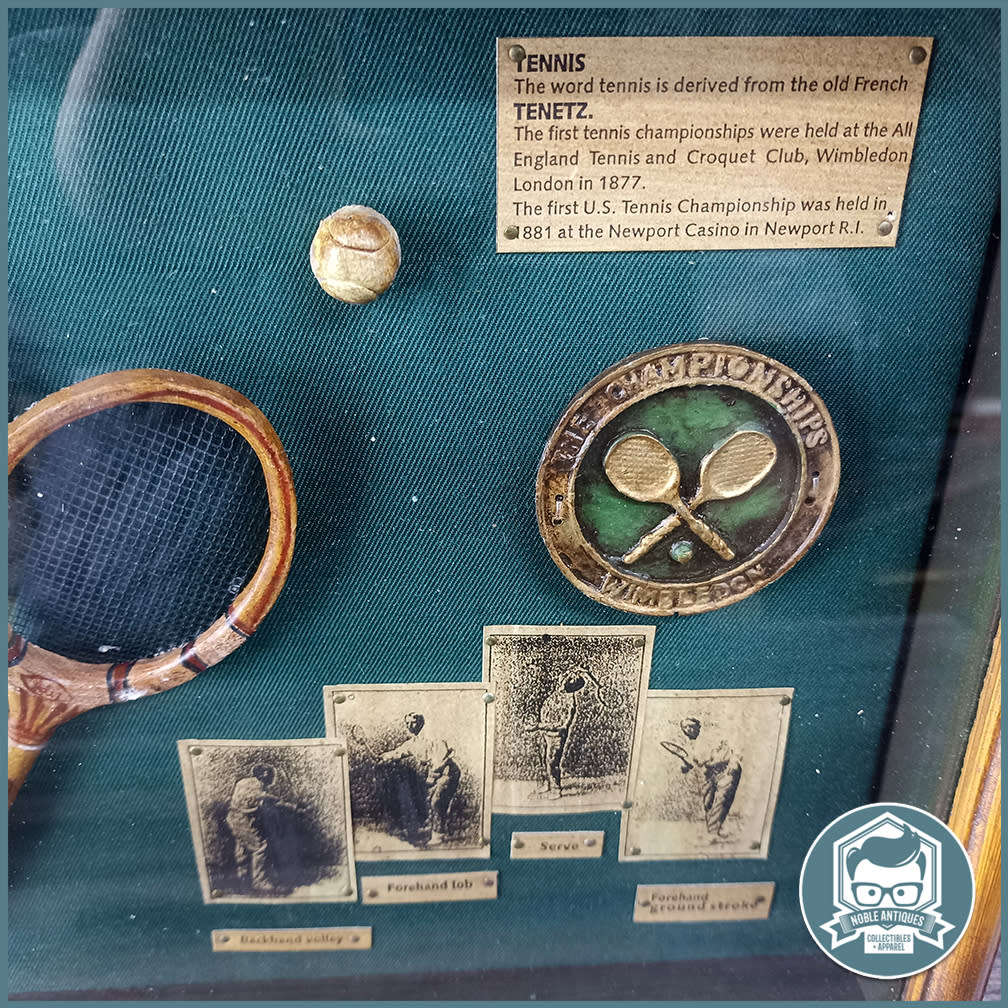 TENNIS
The word tennis is derived from the old French
TENETZ.
The first tennis championships were held at the All
England Tennis and Croquet Club, Wimbledon
London in 1877.
The first U.S. Tennis Championship was held in
1881 at the Newport Casino in Newport R.I.
THE CHAMPIONSHIPS
WIMBLEDON
Serve
Forehand lob
Forehand
ground stroke
Backhand volley
NOBLE ANTIQUES
COLLECTIBLES
+ APPAREL